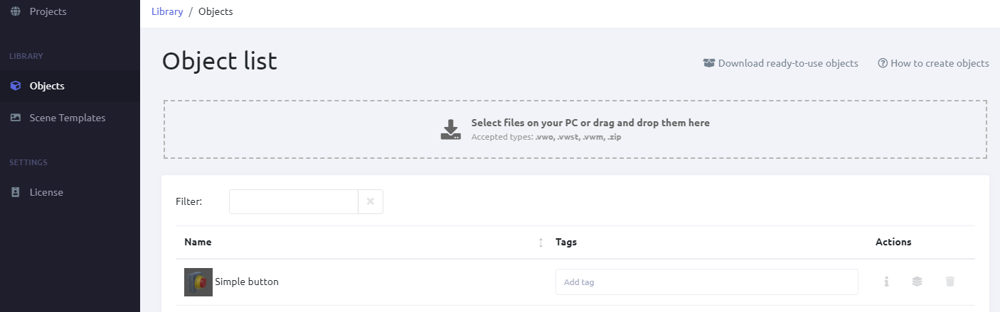 Projects
Library / Objects
LIBRARY
Object list
Download ready-to-use objects
How to create objects
Objects
Scene Templates
Select files on your PC or drag and drop them here
Accepted types: .vwo, .vwst, .vwm, .zip
SETTINGS
License
Filter:
Name
Tags
Actions
Simple button
Add tag